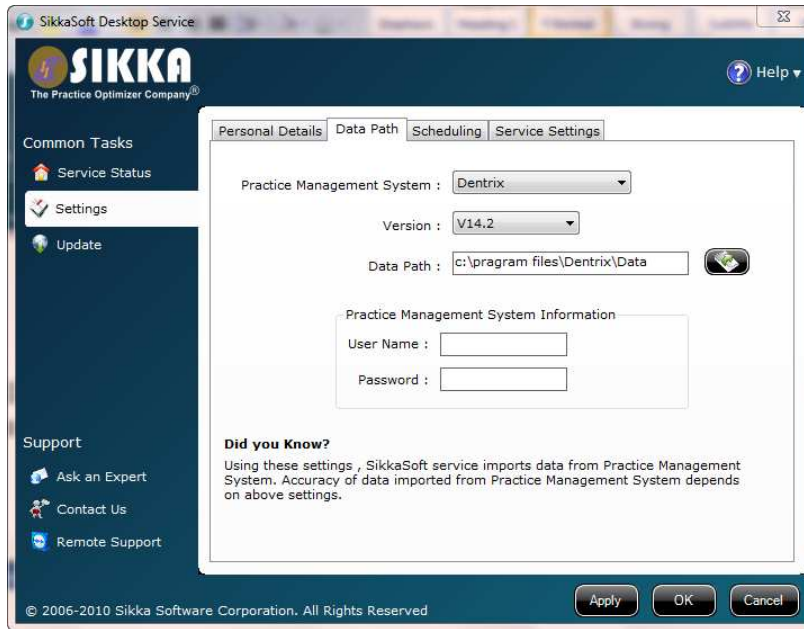 SikkaSoft Desktop Service
SIKKA
The Practice Optimizer Company®
Help
Common Tasks
Service Status
Settings
Update
Personal Details
Data Path
Scheduling
Service Settings
Practice Management System :
Dentrix
Version :
V14.2
Data Path :
c:\pragram files\Dentrix\Data
Practice Management System Information
User Name :
Password :
Did you Know?
Using these settings , SikkaSoft service imports data from Practice Management
System. Accuracy of data imported from Practice Management System depends
on above settings.
Support
Ask an Expert
Contact Us
Remote Support
© 2006-2010 Sikka Software Corporation. All Rights Reserved
Apply
OK
Cancel